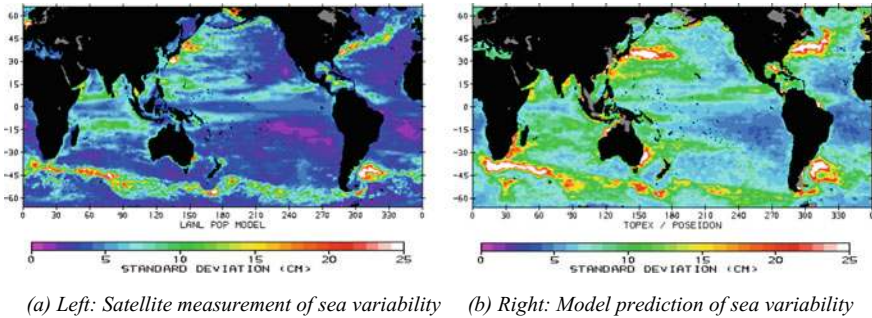 60
45
30
15
0
-15
-30
-45
-60
0 30 60 90 120 150 180 210 240 270 300 330 0
LANL POP MODEL
0 5 10 15 20 25
STANDARD DEVIATION (CM)
60
45
30
15
0
-15
-30
-45
-60
0 30 60 90 120 150 180 210 240 270 300 330 360
TOPEX / POSEIDON
0 5 10 15 20 25
STANDARD DEVIATION (CM)
(a) Left: Satellite measurement of sea variability (b) Right: Model prediction of sea variability